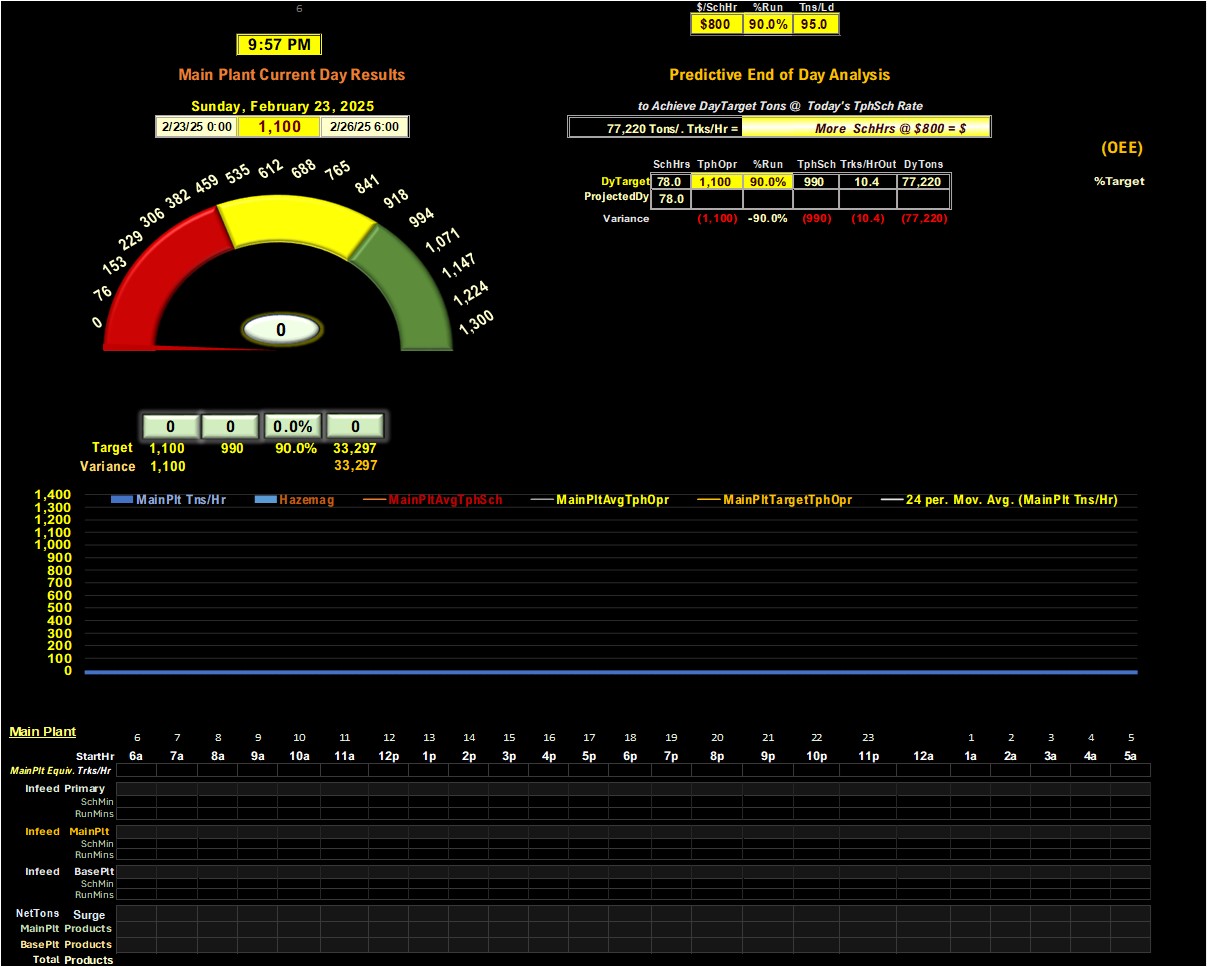 6
$/SchHr %Run Tns/Ld
$800 90.0% 95.0
9:57 PM
Main Plant Current Day Results
Predictive End of Day Analysis
Sunday, February 23, 2025
to Achieve DayTarget Tons @ Today's TphSch Rate
2/23/25 0:00 1,100 2/26/25 6:00
77,220 Tons/. Trks/Hr = More SchHrs @ $800 = $
(OEE)
SchHrs TphOpr %Run TphSch Trks/HrOut DyTons
DyTarget 78.0 1,100 90.0% 990 10.4 77,220
%Target
ProjectedDy 78.0
Variance (1,100) -90.0% (990) (10.4) (77,220)
0 76 153 229 306 382 459 535 612 688 765 841 918 994 1,071 1,147 1,224 1,300
0
0 0 0.0% 0
Target 1,100 990 90.0% 33,297
Variance 1,100 33,297
MainPlt Tns/Hr Hazemag MainPltAvgTphSch MainPltAvgTphOpr MainPltTargetTphOpr 24 per. Mov. Avg. (MainPlt Tns/Hr)
1,400
1,300
1,200
1,100
1,000
900
800
700
600
500
400
300
200
100
0
Main Plant
6 7 8 9 10 11 12 13 14 15 16 17 18 19 20 21 22 23 1 2 3 4 5
StartHr 6a 7a 8a 9a 10a 11a 12p 1p 2p 3p 4p 5p 6p 7p 8p 9p 10p 11p 12a 1a 2a 3a 4a 5a
MainPlt Equiv. Trks/Hr
Infeed Primary
SchMin
RunMins
Infeed MainPlt
SchMin
RunMins
Infeed BasePlt
SchMin
RunMins
NetTons Surge
MainPlt Products
BasePlt Products
Total Products